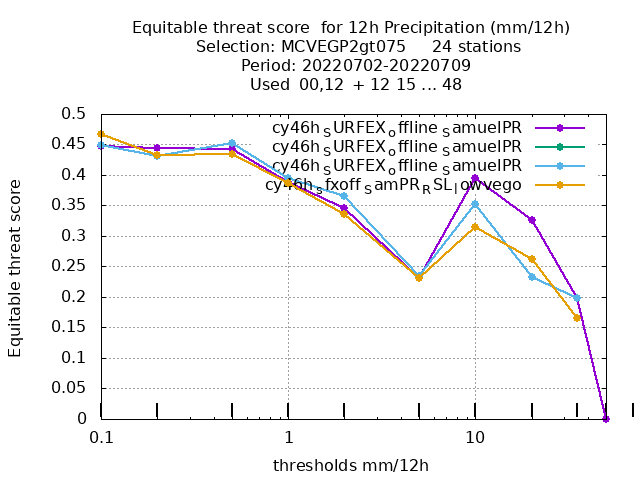 Equitable threat score  for 12h Precipitation (mm/12h)
Selection: MCVEGP2gt075     24 stations
Period: 20220702-20220709
Used  00,12  + 12 15 ... 48
cy46h_SURFEX_offline_SamuelPR
cy46h_SURFEX_offline_SamuelPR
cy46h_SURFEX_offline_SamuelPR
cy46h_sfxoff_SamPR_RSL_lowvego
Equitable threat score
0.5
0.45
0.4
0.35
0.3
0.25
0.2
0.15
0.1
0.05
0
0.1 1 10
thresholds mm/12h